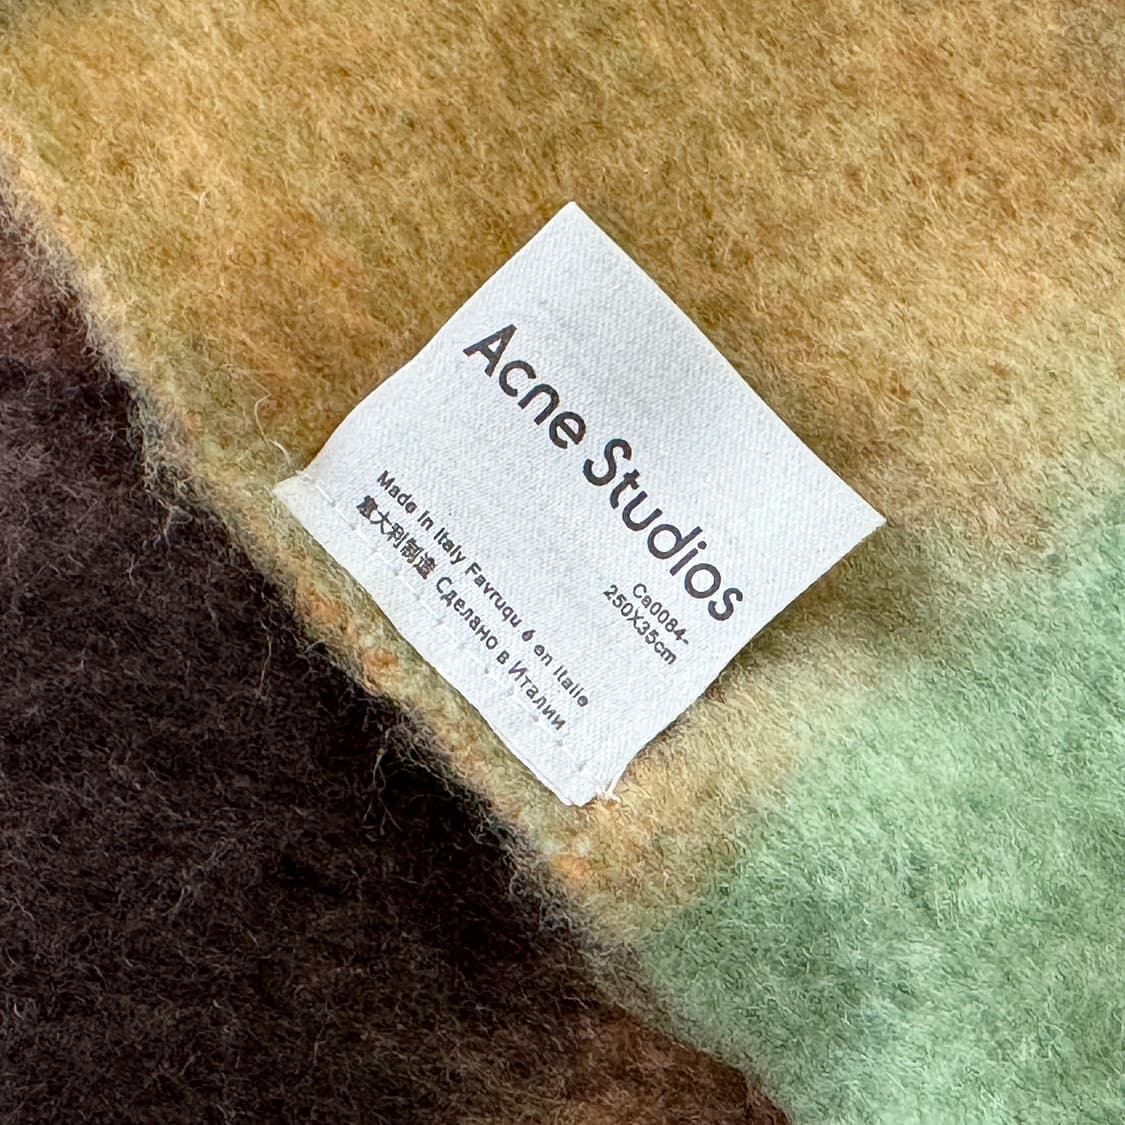 Acne Studios
Ca0084-
250X35cm
Made in Italy Favruqu é en Italie
意大利制造 Сделано в Италии